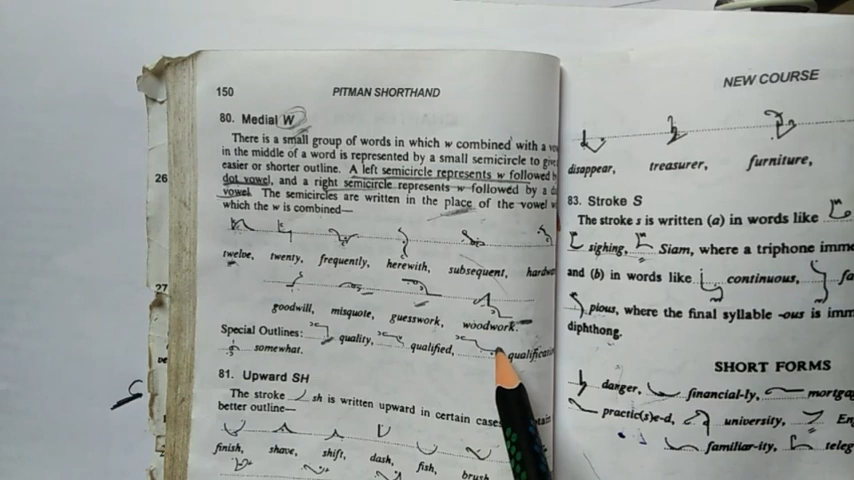 150 PITMAN SHORTHAND
80. Medial W
There is a small group of words in which w combined with a
in the middle of a word is represented by a small semicircle to
easier or shorter outline. A left semicircle represents w followed
dot vowel, and a right semicircle represents w followed by a
vowel. The semicircles are written in the place of the vowel
which the w is combined—
twelve, twenty, frequently, herewith, subsequent,
goodwill, misquote, guesswork, woodwork.
Special Outlines: quality, qualified,
somewhat.
81. Upward SH
The stroke sh is written upward in certain
better outline—
finish, shave, shift, dash, fish, brush
26
27
NEW COURSE
disappear, treasurer, furniture,
83. Stroke S
The stroke s is written (a) in words like
sighing, Siam, where a triphone
and (b) in words like continuous,
pious, where the final syllable -ous is
diphthong.
SHORT FORMS
danger, financial-ly,
practic(s)e-d, university,
familiar-ity,